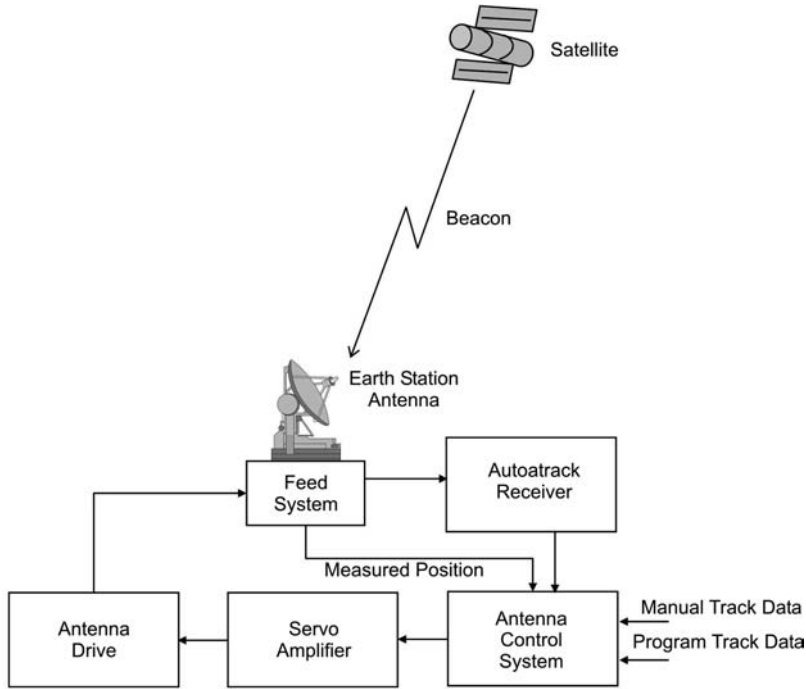 Satellite
Beacon
Earth Station
Antenna
Feed
System
Autoatrack
Receiver
Measured Position
Antenna
Drive
Servo
Amplifier
Antenna
Control
System
Manual Track Data
Program Track Data